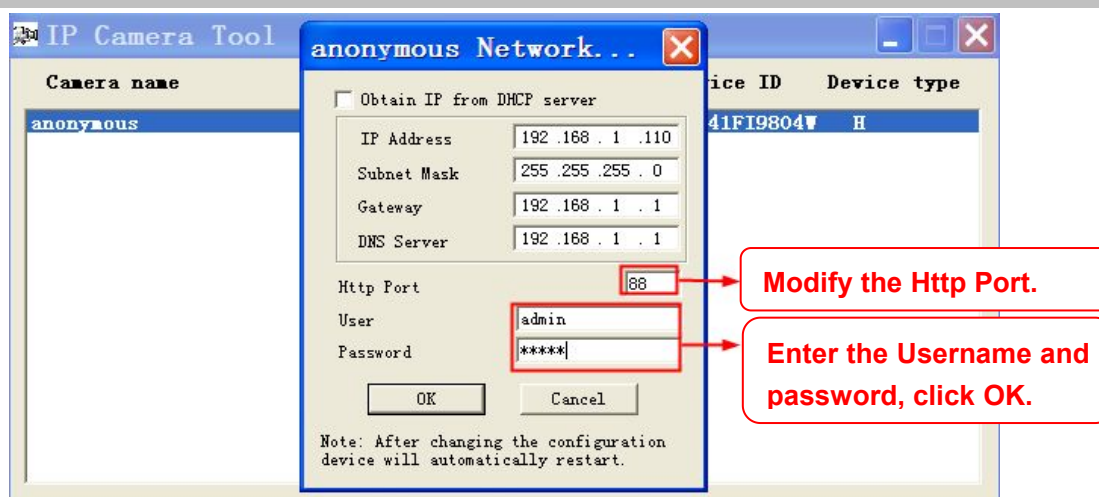 IP Camera Tool
anonymous Network...
Camera name
ice ID Device type
anonymous
41FI9804W H
Obtain IP from DHCP server
IP Address 192 .168 . 1 .110
Subnet Mask 255 .255 .255 . 0
Gateway 192 .168 . 1 . 1
DNS Server 192 .168 . 1 . 1
Http Port 88
Modify the Http Port.
User admin
Password *****
Enter the Username and
password, click OK.
OK Cancel
Note: After changing the configuration
device will automatically restart.